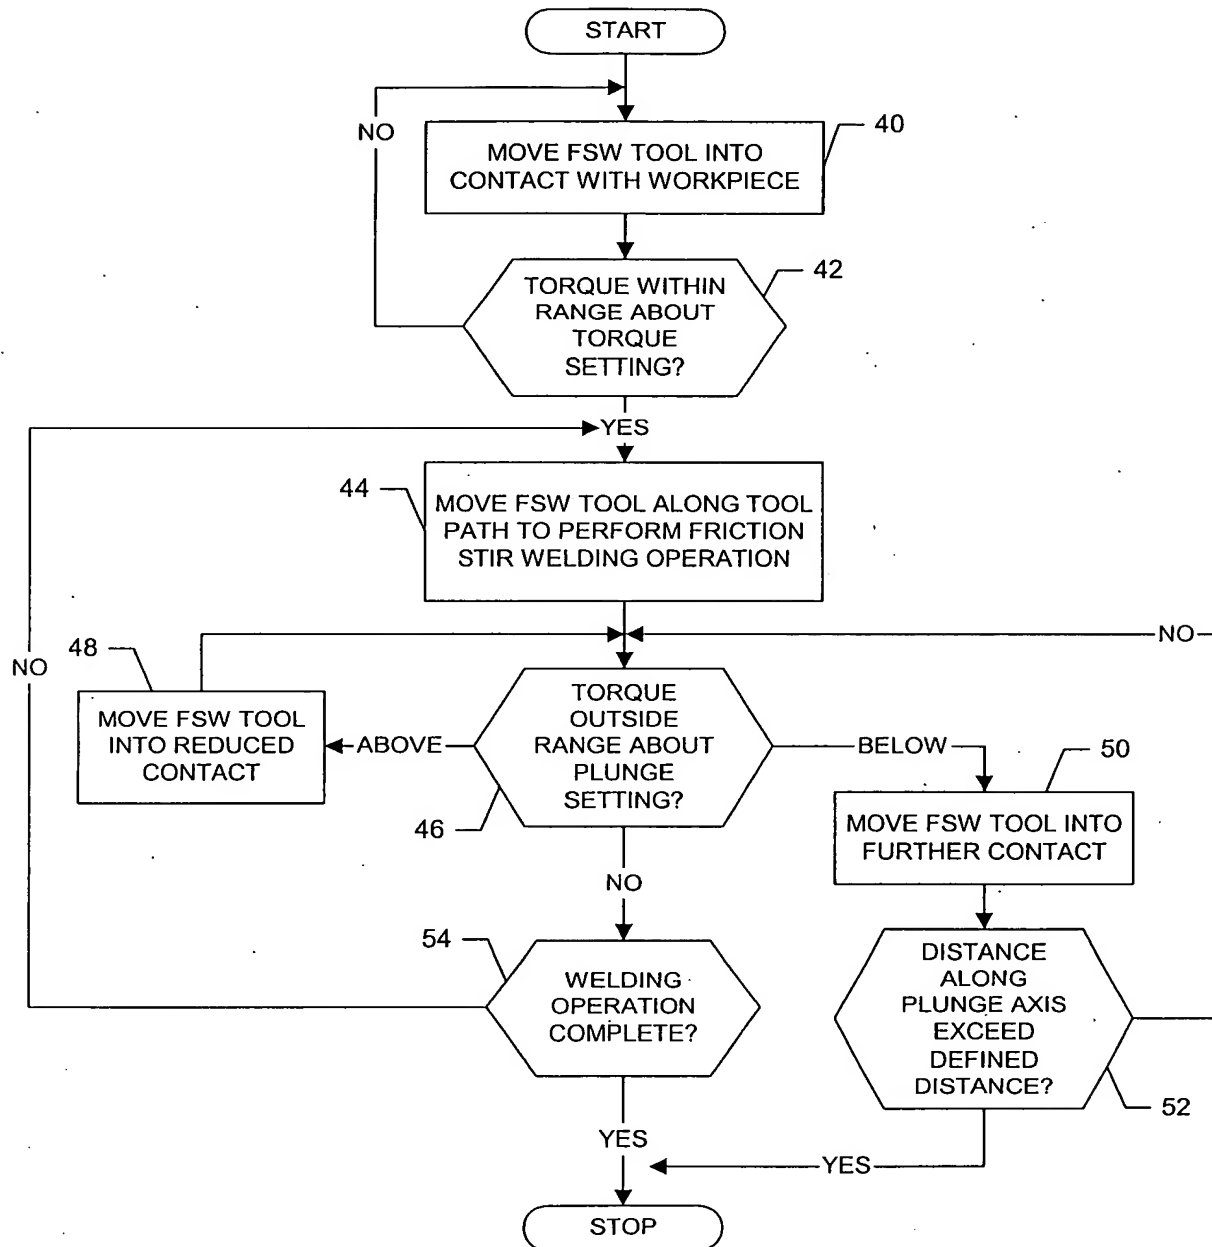 START
NO
40
MOVE FSW TOOL INTO
CONTACT WITH WORKPIECE
42
TORQUE WITHIN
RANGE ABOUT
TORQUE
SETTING?
YES
44
MOVE FSW TOOL ALONG TOOL
PATH TO PERFORM FRICTION
STIR WELDING OPERATION
NO
48
NO
MOVE FSW TOOL
INTO REDUCED
CONTACT
ABOVE
TORQUE
OUTSIDE
RANGE ABOUT
PLUNGE
SETTING?
46
BELOW
50
MOVE FSW TOOL INTO
FURTHER CONTACT
NO
54
WELDING
OPERATION
COMPLETE?
DISTANCE
ALONG
PLUNGE AXIS
EXCEED
DEFINED
DISTANCE?
52
YES
YES
STOP